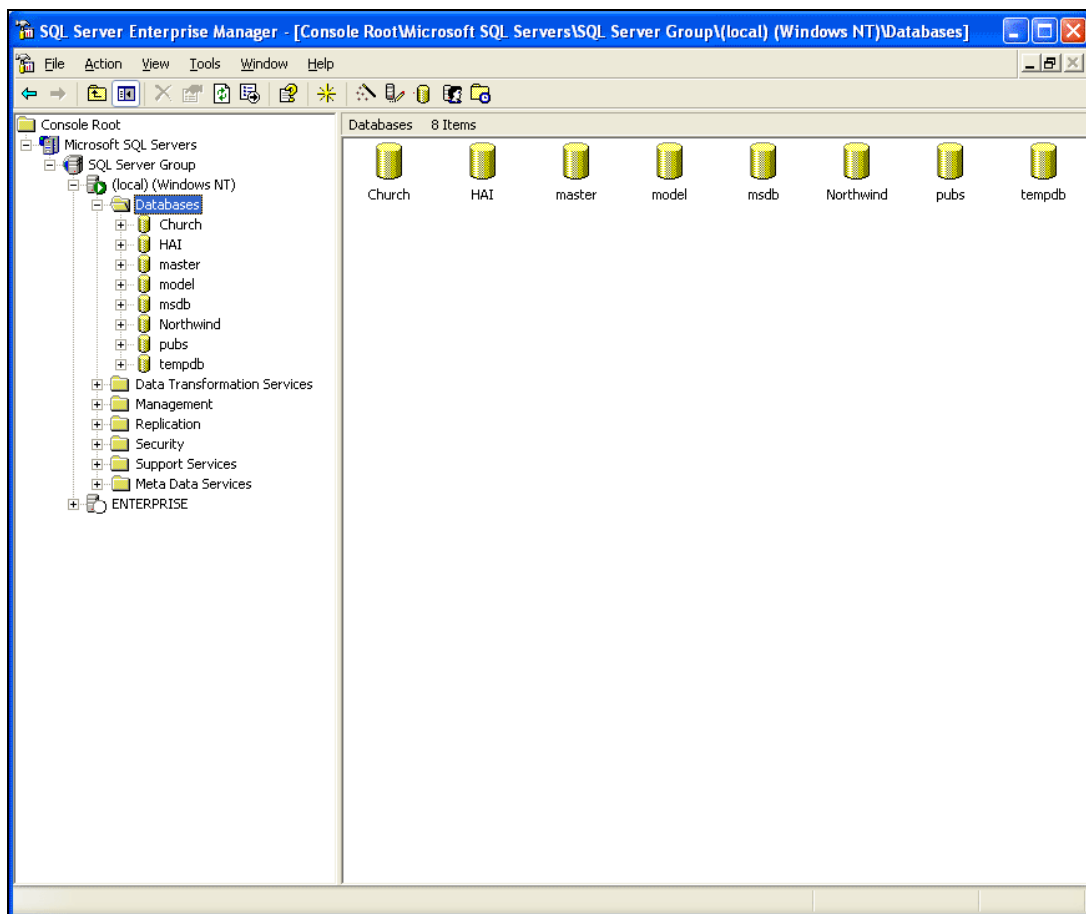 SQL Server Enterprise Manager - [Console Root\Microsoft SQL Servers\SQL Server Group\(local) (Windows NT)\Databases]
File Action View Tools Window Help
Console Root
Microsoft SQL Servers
SQL Server Group
(local) (Windows NT)
Databases
Church
HAI
master
model
msdb
Northwind
pubs
tempdb
Data Transformation Services
Management
Replication
Security
Support Services
Meta Data Services
ENTERPRISE
Databases 8 Items
Church HAI master model msdb Northwind pubs tempdb